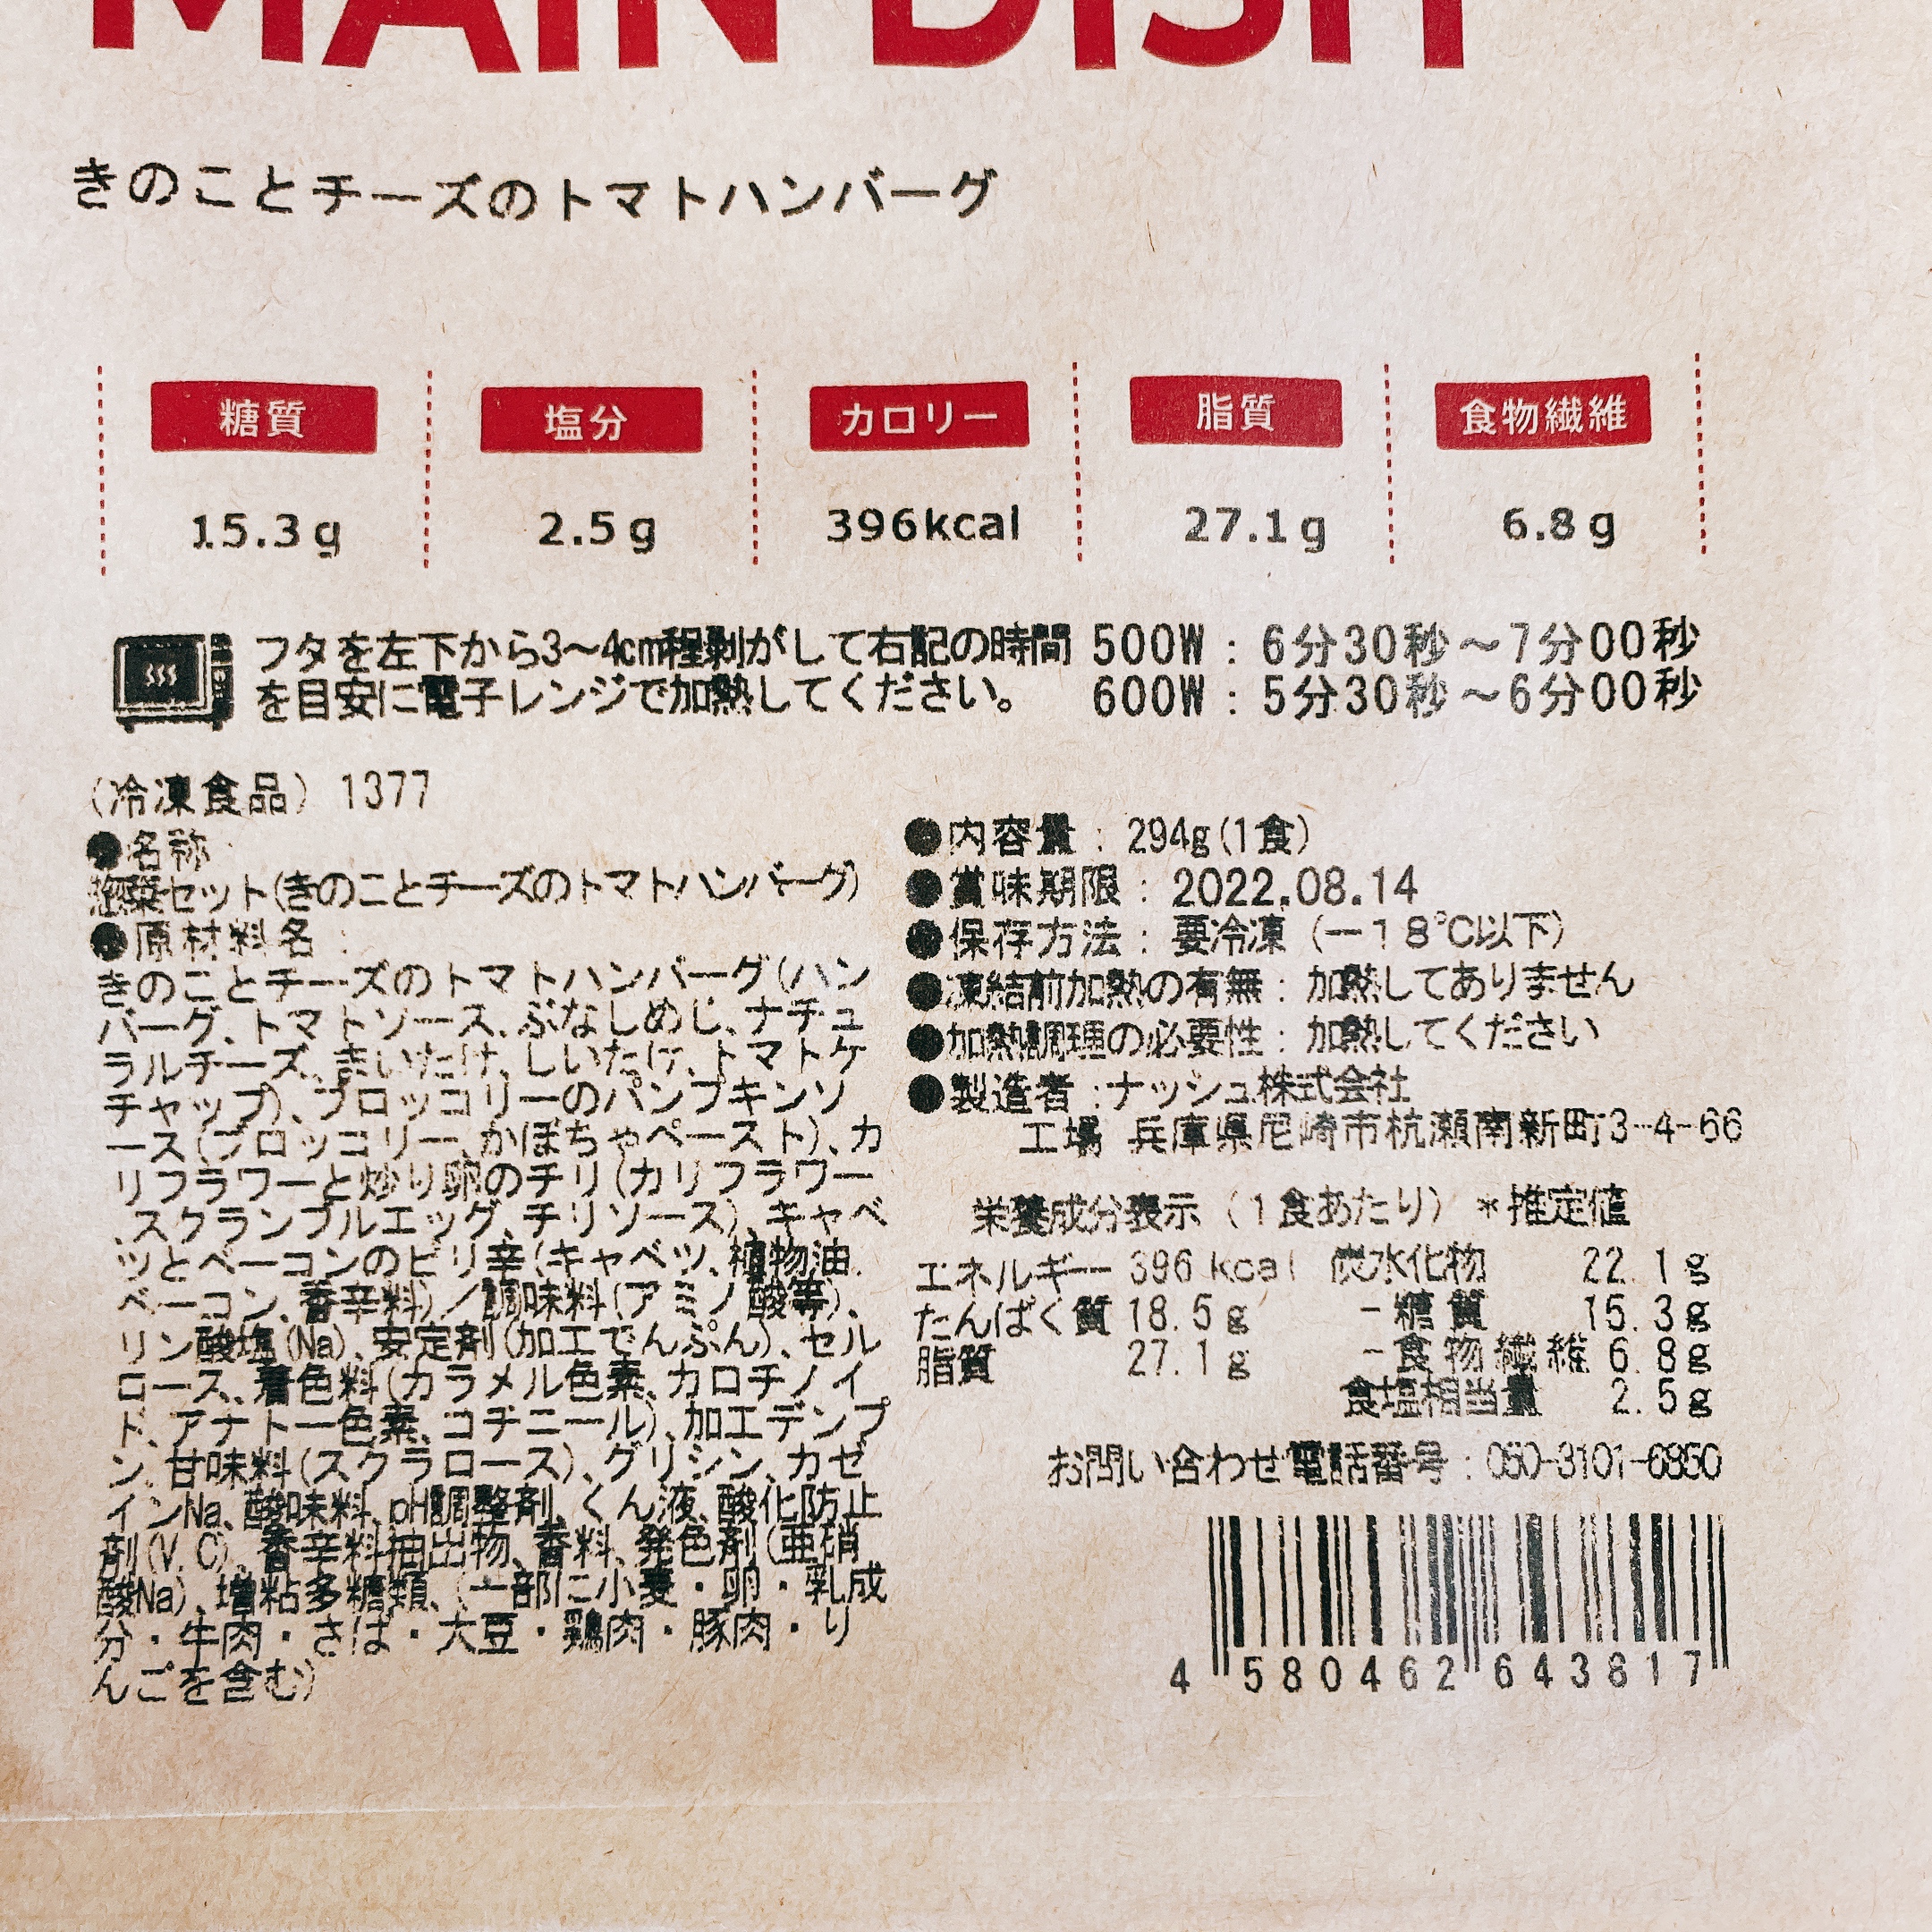 MAIN DISH
きのことチーズのトマトハンバーグ
糖質 塩分 カロリー 脂質 食物繊維
15.3g 2.5g 396kcal 27.1g 6.8g
フタを左下から3〜4cm程剥がして右記の時間
を目安に電子レンジで加熱してください。
500W：6分30秒〜7分00秒
600W：5分30秒〜6分00秒
(冷凍食品) 1377
●名称
惣菜セット(きのことチーズのトマトハンバーグ)
●原材料名：
きのことチーズのトマトハンバーグ(ハン
バーグ、トマトソース、ぶなしめじ、ナチュ
ラルチーズ、まいたけ、しいたけ、トマトケ
チャップ)、ブロッコリーのパンプキンソ
ース(ブロッコリー、かぼちゃペースト)、カ
リフラワーと炒り卵のチリ(カリフラワー
、スクランブルエッグ、チリソース)、キャベ
ツとベーコンのピリ辛(キャベツ、植物油、
ベーコン、香辛料)／調味料(アミノ酸等)、
リン酸塩(Na)、安定剤(加工でんぷん)、セル
ロース、着色料(カラメル色素、カロチノイ
ド、アナトー色素、コチニール)、加工デンプ
ン、甘味料(スクラロース)、グリシン、カゼ
インNa、酸味料、pH調整剤、くん液、酸化防止
剤(V.C)、香辛料抽出物、香料、発色剤(亜硝
酸Na)、増粘多糖類、(一部に小麦・卵・乳成
分・牛肉・さば・大豆・鶏肉・豚肉・り
んごを含む)
●内容量：294g(1食)
●賞味期限：2022.08.14
●保存方法：要冷凍 (－18℃以下)
●凍結前加熱の有無：加熱してありません
●加熱調理の必要性：加熱してください
●製造者：ナッシュ株式会社
工場 兵庫県尼崎市杭瀬南新町3-4-66
栄養成分表示（1食あたり）＊推定値
エネルギー 396 kcal 炭水化物 22.1g
たんぱく質 18.5g －糖質 15.3g
脂質 27.1g －食物繊維 6.8g
食塩相当量 2.5g
お問い合わせ電話番号：050-3101-6850
4 580462 643817